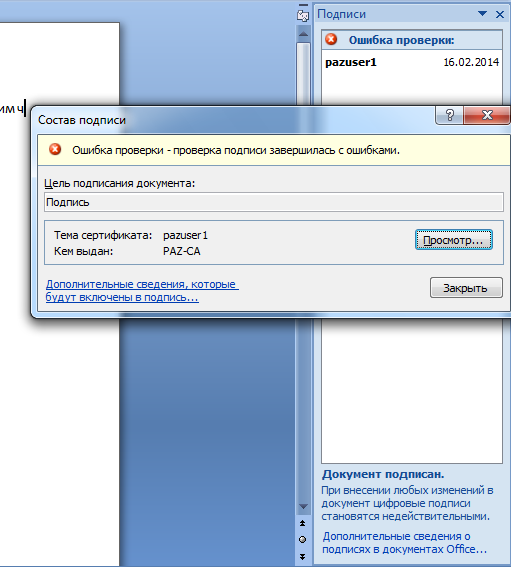 Подписи
Ошибка проверки:
pazuser1 16.02.2014
им ч
Состав подписи
Ошибка проверки - проверка подписи завершилась с ошибками.
Цель подписания документа:
Подпись
Тема сертификата: pazuser1
Просмотр...
Кем выдан: PAZ-CA
Дополнительные сведения, которые
будут включены в подпись...
Закрыть
Документ подписан.
При внесении любых изменений в
документ цифровые подписи
становятся недействительными.
Дополнительные сведения о
подписях в документах Office...